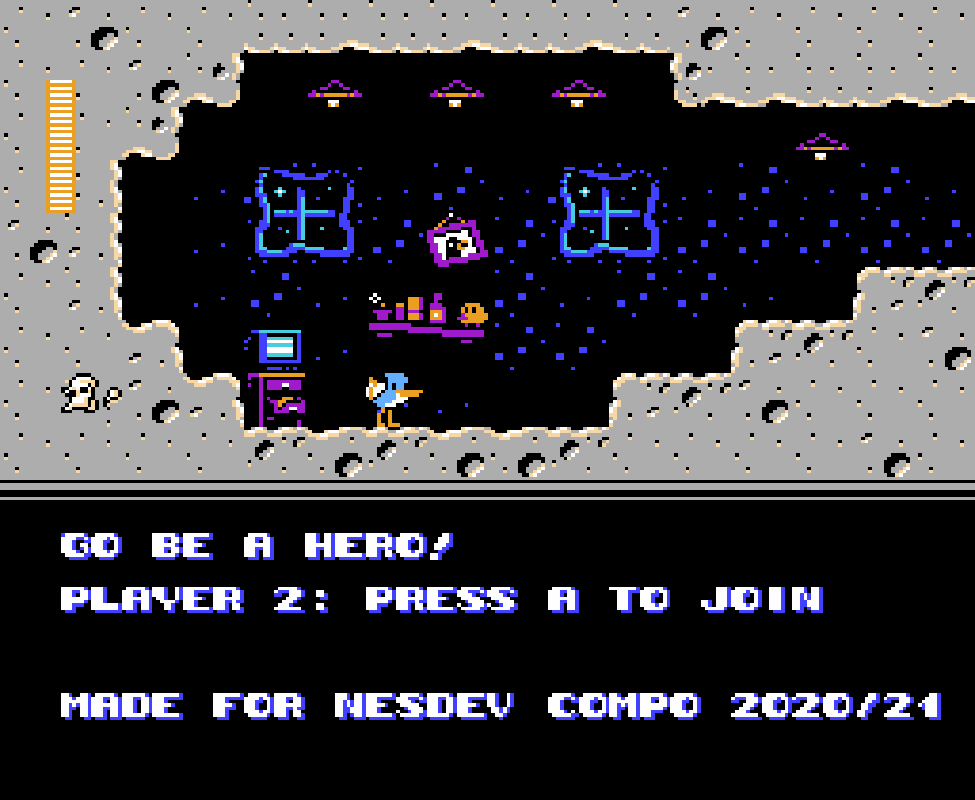 GO BE A HERO!
PLAYER 2: PRESS A TO JOIN
MADE FOR NESDEV COMPO 2020/21